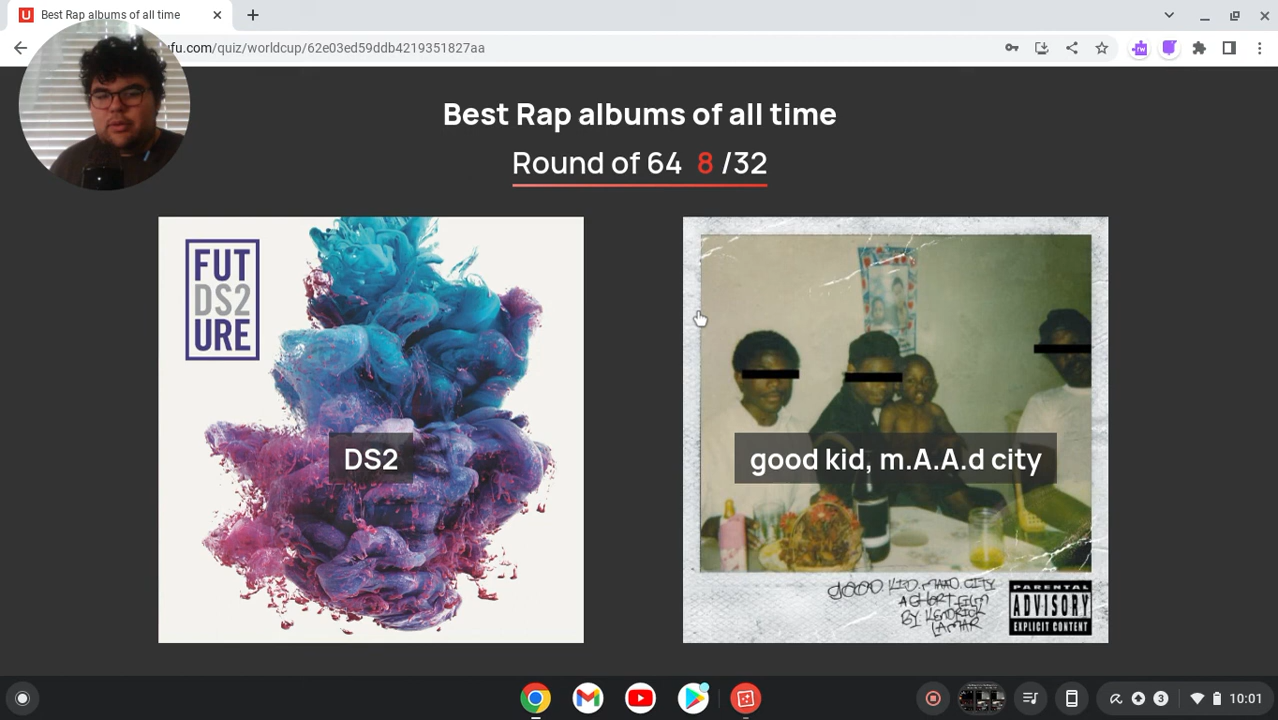 Best Rap albums of all time
fu.com/quiz/worldcup/62e03ed59ddb4219351827aa
Best Rap albums of all time
Round of 64 8 /32
FUT
DS2
URE
DS2
good kid, m.A.A.d city
GOOD KID, MAAD CITY
A SHORT FILM
BY KENDRICK
LAMAR
PARENTAL
ADVISORY
EXPLICIT CONTENT
3
10:01